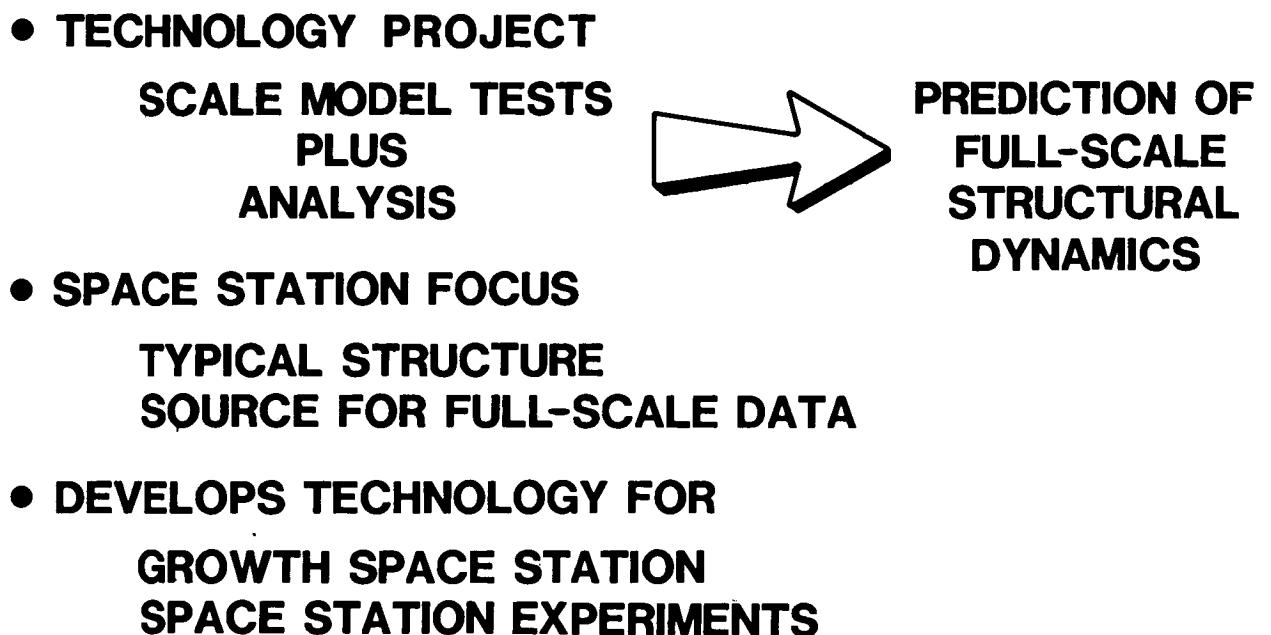 ● TECHNOLOGY PROJECT
SCALE MODEL TESTS
PLUS
ANALYSIS
PREDICTION OF
FULL-SCALE
STRUCTURAL
DYNAMICS
● SPACE STATION FOCUS
TYPICAL STRUCTURE
SOURCE FOR FULL-SCALE DATA
● DEVELOPS TECHNOLOGY FOR
GROWTH SPACE STATION
SPACE STATION EXPERIMENTS